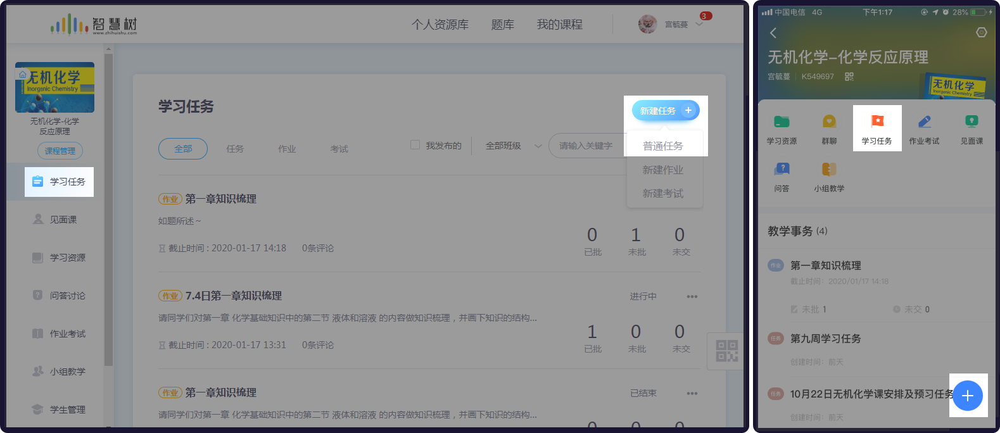 智慧树
www.zhihuishu.com
个人资源库
题库
我的课程
宫毓蔓
3
无机化学
Inorganic Chemistry
无机化学-化学
反应原理
课程管理
学习任务
见面课
学习资源
问答讨论
作业考试
小组教学
学生管理
学习任务
新建任务
全部
任务
作业
考试
我发布的
全部班级
请输入关键字
普通任务
新建作业
新建考试
作业 第一章知识梳理
如题所述～
截止时间 : 2020-01-17 14:18 0条评论
0 1 0
已批 未批 未交
作业 7.4日第一章知识梳理
进行中
请同学们对第一章 化学基础知识中的第二节 液体和溶液 的内容做知识梳理，并画下知识的结构...
截止时间 : 2020-01-17 13:31 0条评论
1 0 0
已批 未批 未交
作业 第一章知识梳理
已结束
请同学们对第一章 化学基础知识中的第二节 液体和溶液 的内容做知识梳理，并画下知识的结构...
0 0 0
中国电信 4G 下午1:17 28%
无机化学-化学反应原理
宫毓蔓 K549697
无机化学
Inorganic Chemistry
学习资源
群聊
学习任务
作业考试
见面课
问答
小组教学
教学事务 (4)
作业 第一章知识梳理
截止时间：2020/01/17 14:18
未批 1 未交 0
任务 第九周学习任务
创建时间：前天
任务 10月22日无机化学课安排及预习任务
创建时间：前天